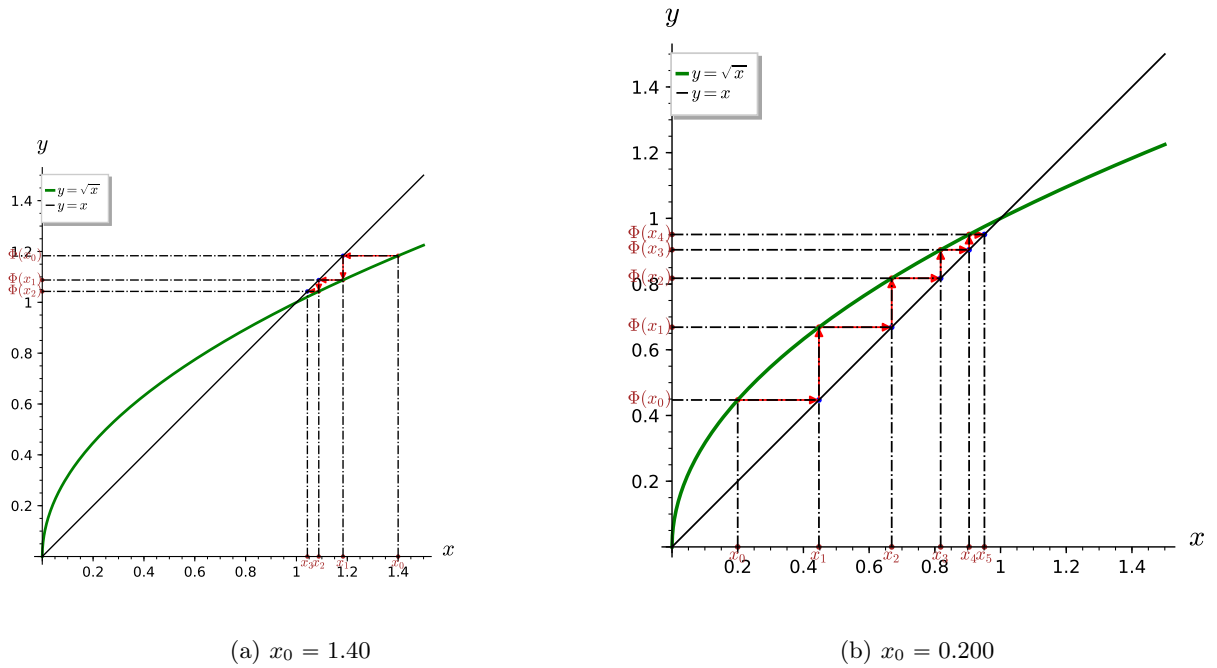 y
y = √x
y = x
1.4
1.2
Φ(x₀)
Φ(x₁)
Φ(x₂)
1
0.8
0.6
0.4
0.2
x₃ x₂ x₁ x₀
0.2 0.4 0.6 0.8 1 1.2 1.4
x
(a) x₀ = 1.40
y
y = √x
y = x
1.4
1.2
1
Φ(x₄)
Φ(x₃)
Φ(x₂)
0.8
Φ(x₁)
0.6
Φ(x₀)
0.4
0.2
x₀ x₁ x₂ x₃ x₄ x₅
0.2 0.4 0.6 0.8 1 1.2 1.4
x
(b) x₀ = 0.200